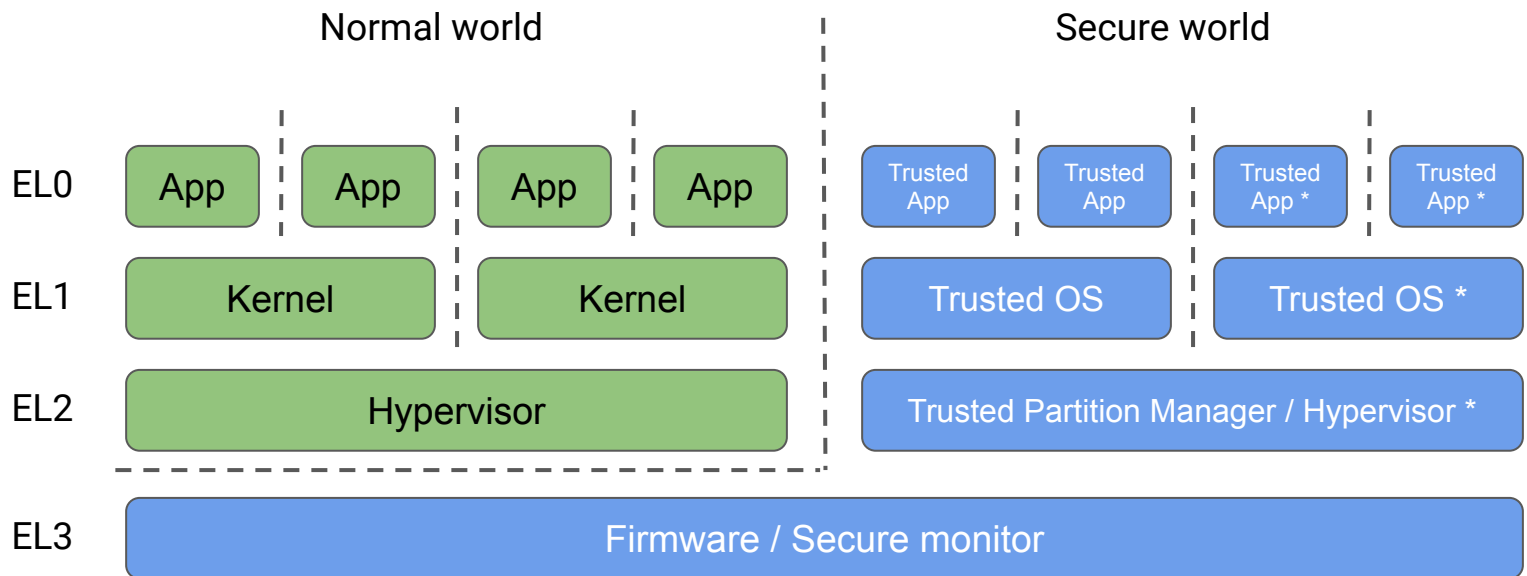 Normal world
Secure world
EL0
App
App
App
App
Trusted
App
Trusted
App
Trusted
App *
Trusted
App *
EL1
Kernel
Kernel
Trusted OS
Trusted OS *
EL2
Hypervisor
Trusted Partition Manager / Hypervisor *
EL3
Firmware / Secure monitor